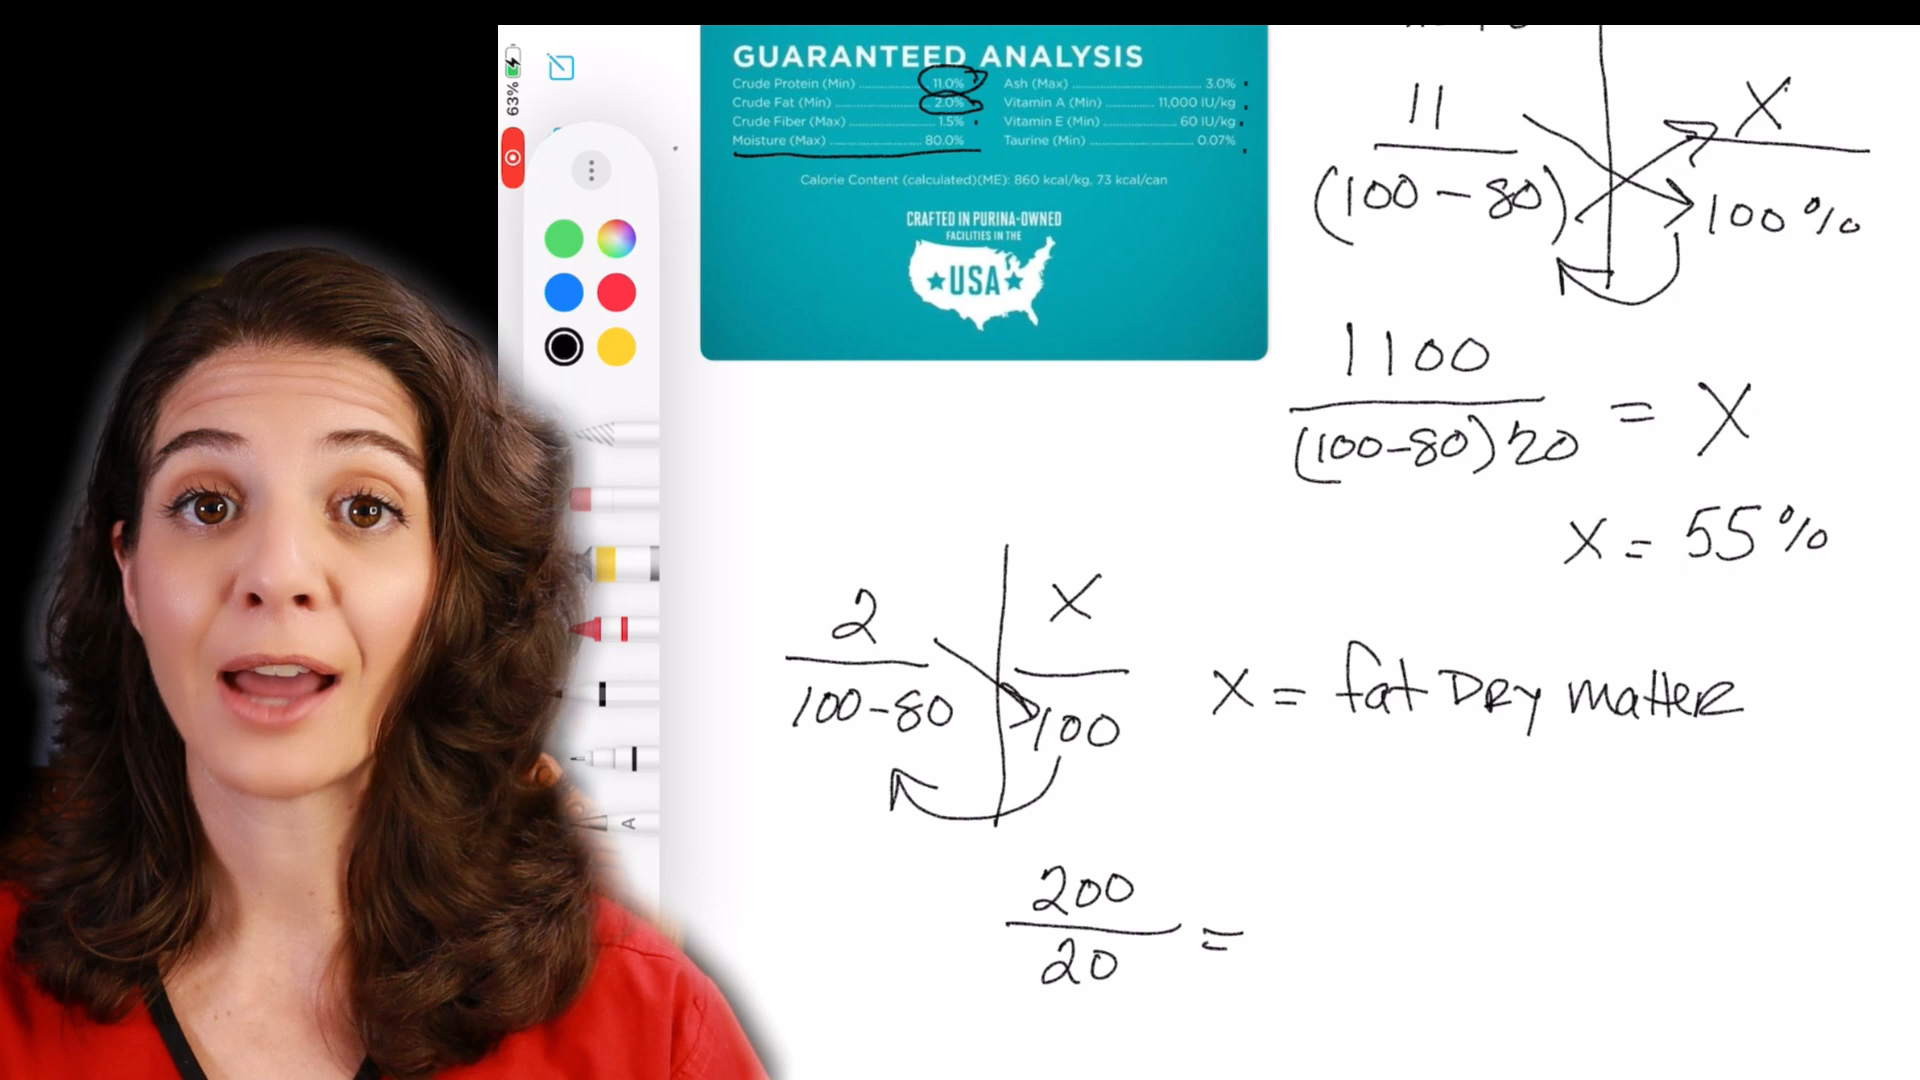 63%
GUARANTEED ANALYSIS
Crude Protein (Min) 11.0%
Crude Fat (Min) 2.0%
Crude Fiber (Max) 1.5%
Moisture (Max) 80.0%
Ash (Max) 3.0%
Vitamin A (Min) 11,000 IU/kg
Vitamin E (Min) 60 IU/kg
Taurine (Min) 0.07%
Calorie Content (calculated)(ME): 860 kcal/kg, 73 kcal/can
CRAFTED IN PURINA-OWNED
FACILITIES IN THE
USA
11 X
(100-80) 100%
1100
(100-80) 20 = X
X = 55%
2 X
100-80 100
X = fat DRy matter
200
20 =
A